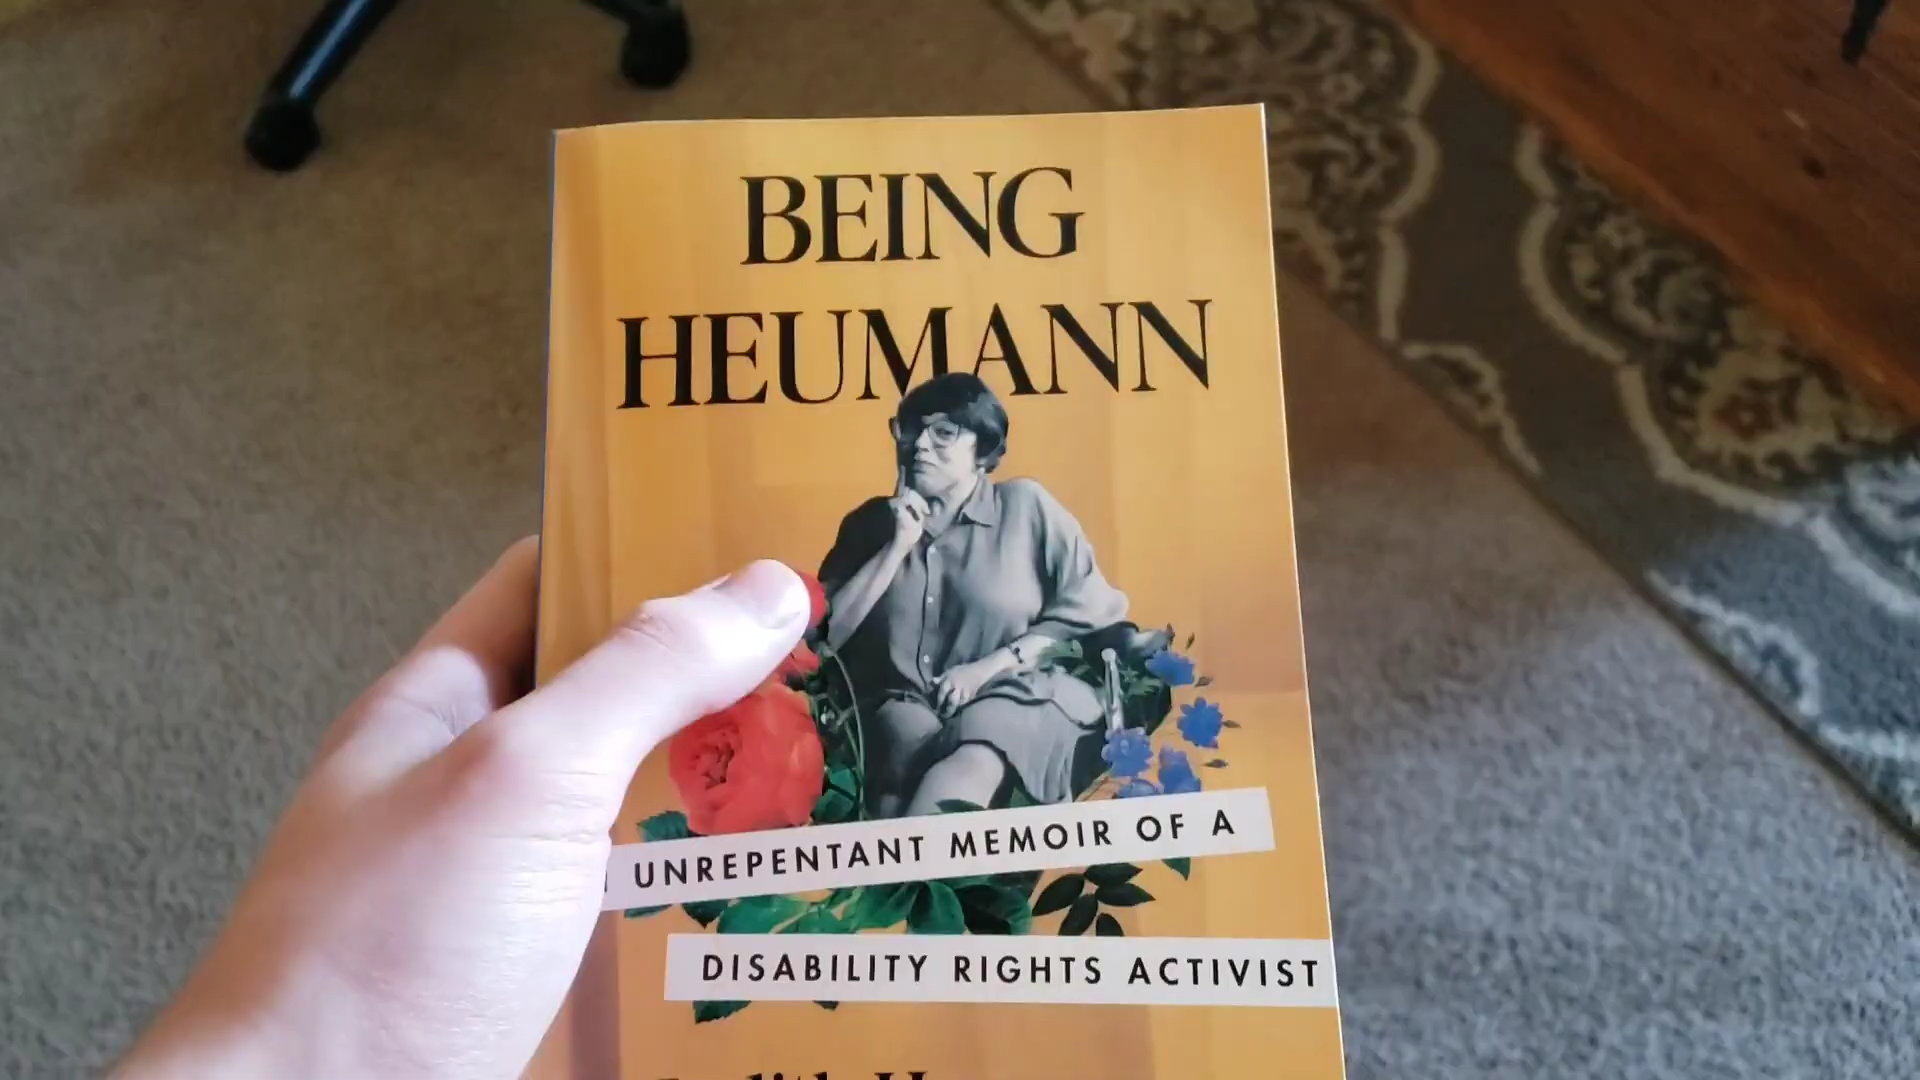 BEING
HEUMANN
UNREPENTANT MEMOIR OF A
DISABILITY RIGHTS ACTIVIST